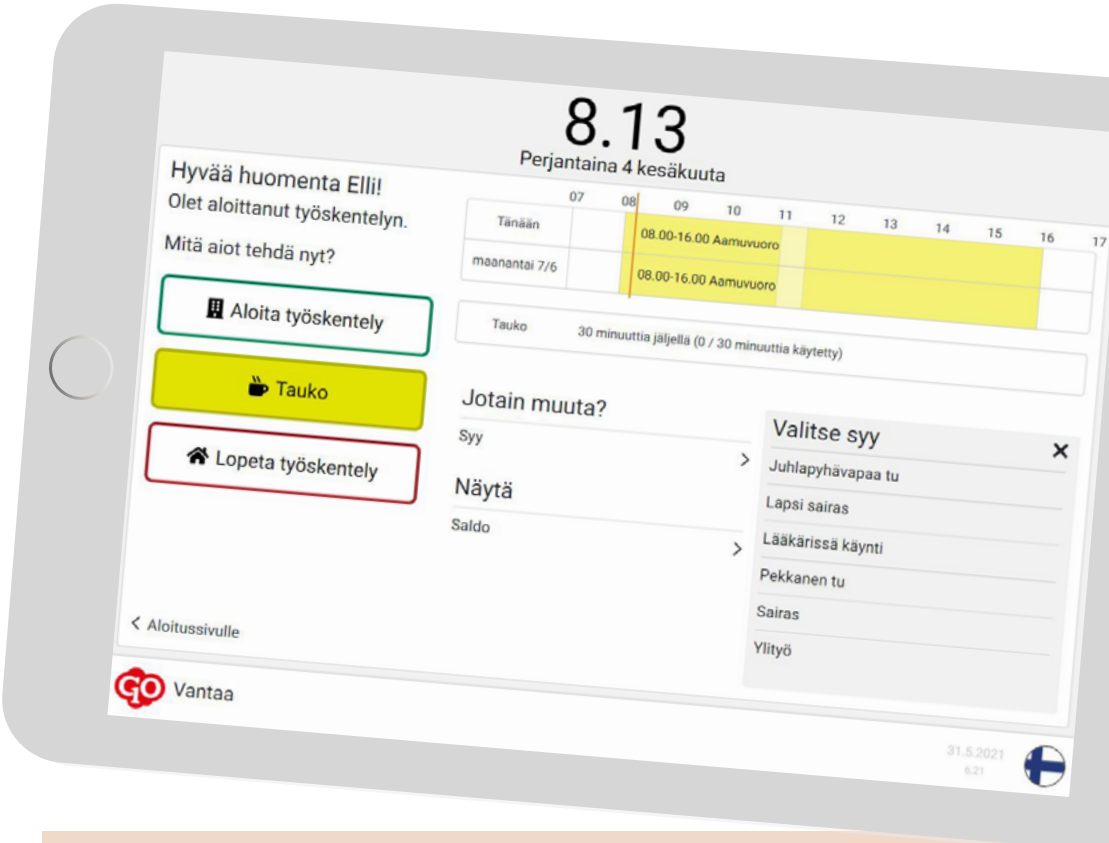 8.13
Perjantaina 4 kesäkuuta
Hyvää huomenta Elli!
Olet aloittanut työskentelyn.
Mitä aiot tehdä nyt?
Aloita työskentely
Tauko
Lopeta työskentely
07 08 09 10 11 12 13 14 15 16 17
Tänään 08.00-16.00 Aamuvuoro
maanantai 7/6 08.00-16.00 Aamuvuoro
Tauko 30 minuuttia jäljellä (0 / 30 minuuttia käytetty)
Jotain muuta?
Syy
Näytä
Saldo
Valitse syy
Juhlapyhävapaa tu
Lapsi sairas
Lääkärissä käynti
Pekkanen tu
Sairas
Ylityö
Aloitussivulle
GO Vantaa
31.5.2021
6.21